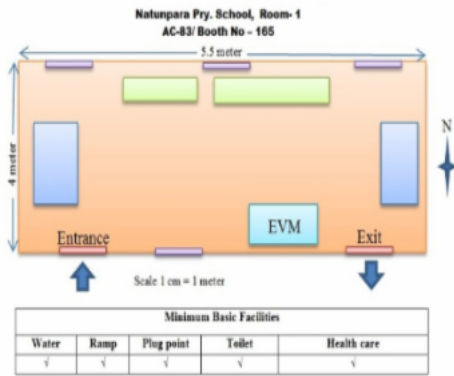 Natunpara Pry. School, Room- 1
AC-83/ Booth No – 165
5.5 meter
4 meter
N
EVM
Entrance
Exit
Scale 1 cm = 1 meter
Minimum Basic Facilities
Water Ramp Plug point Toilet Health care
√ √ √ √ √